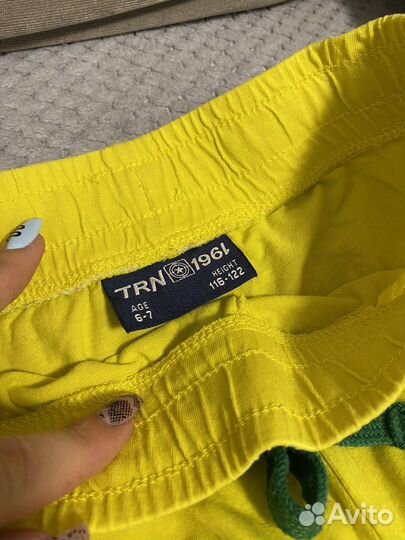 TRN 1961
AGE
6-7
HEIGHT
116-122
Avito